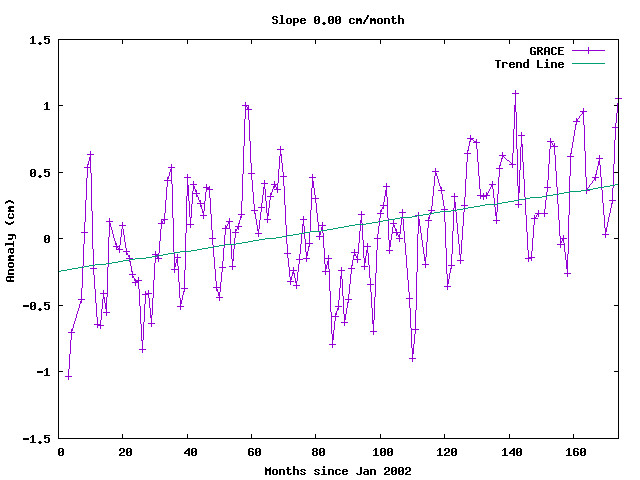 Slope 0.00 cm/month
GRACE
Trend Line
1.5
1
0.5
0
-0.5
-1
-1.5
Anomaly (cm)
0 20 40 60 80 100 120 140 160
Months since Jan 2002